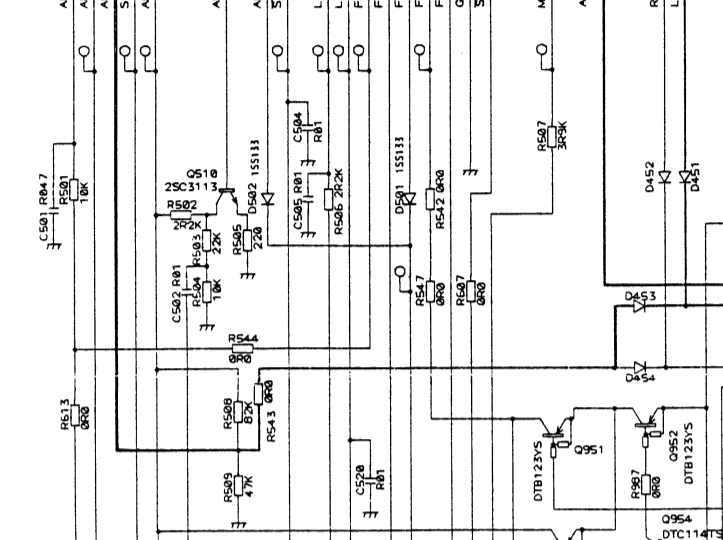 A
A
S
A
A
A
S
L
L
F
F
F
F
F
G
S
M
A
R
L
C501 R047
R501
10K
Q510
2SC3113
R502
2R2K
R503
22K
R505
220
D502 1SS133
C504
R01
C505 R01
R506 2R2K
D501 1SS133
R542 0R0
R507
3R9K
D452
D451
C502 R01
R504
10K
R547
0R0
R607
0R0
D453
D454
R544
0R0
R613
0R0
R508
82K
0R0
R543
R509
47K
C520
R01
DTB123YS
Q951
Q952
DTB123YS
R987
0R0
Q954
DTC114TS